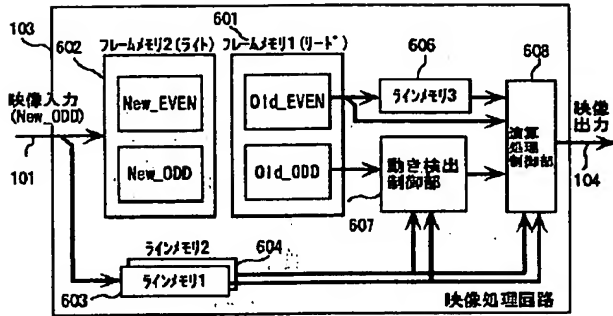 103
602
601
フレームメモリ2(ライト)
フレームメモリ1(リード)
606
608
映像入力
(New_ODD)
101
New_EVEN
New_ODD
Old_EVEN
Old_ODD
ラインメモリ3
動き検出
制御部
607
演算
処理
制御部
映像
出力
104
ラインメモリ2
604
ラインメモリ1
603
映像処理回路